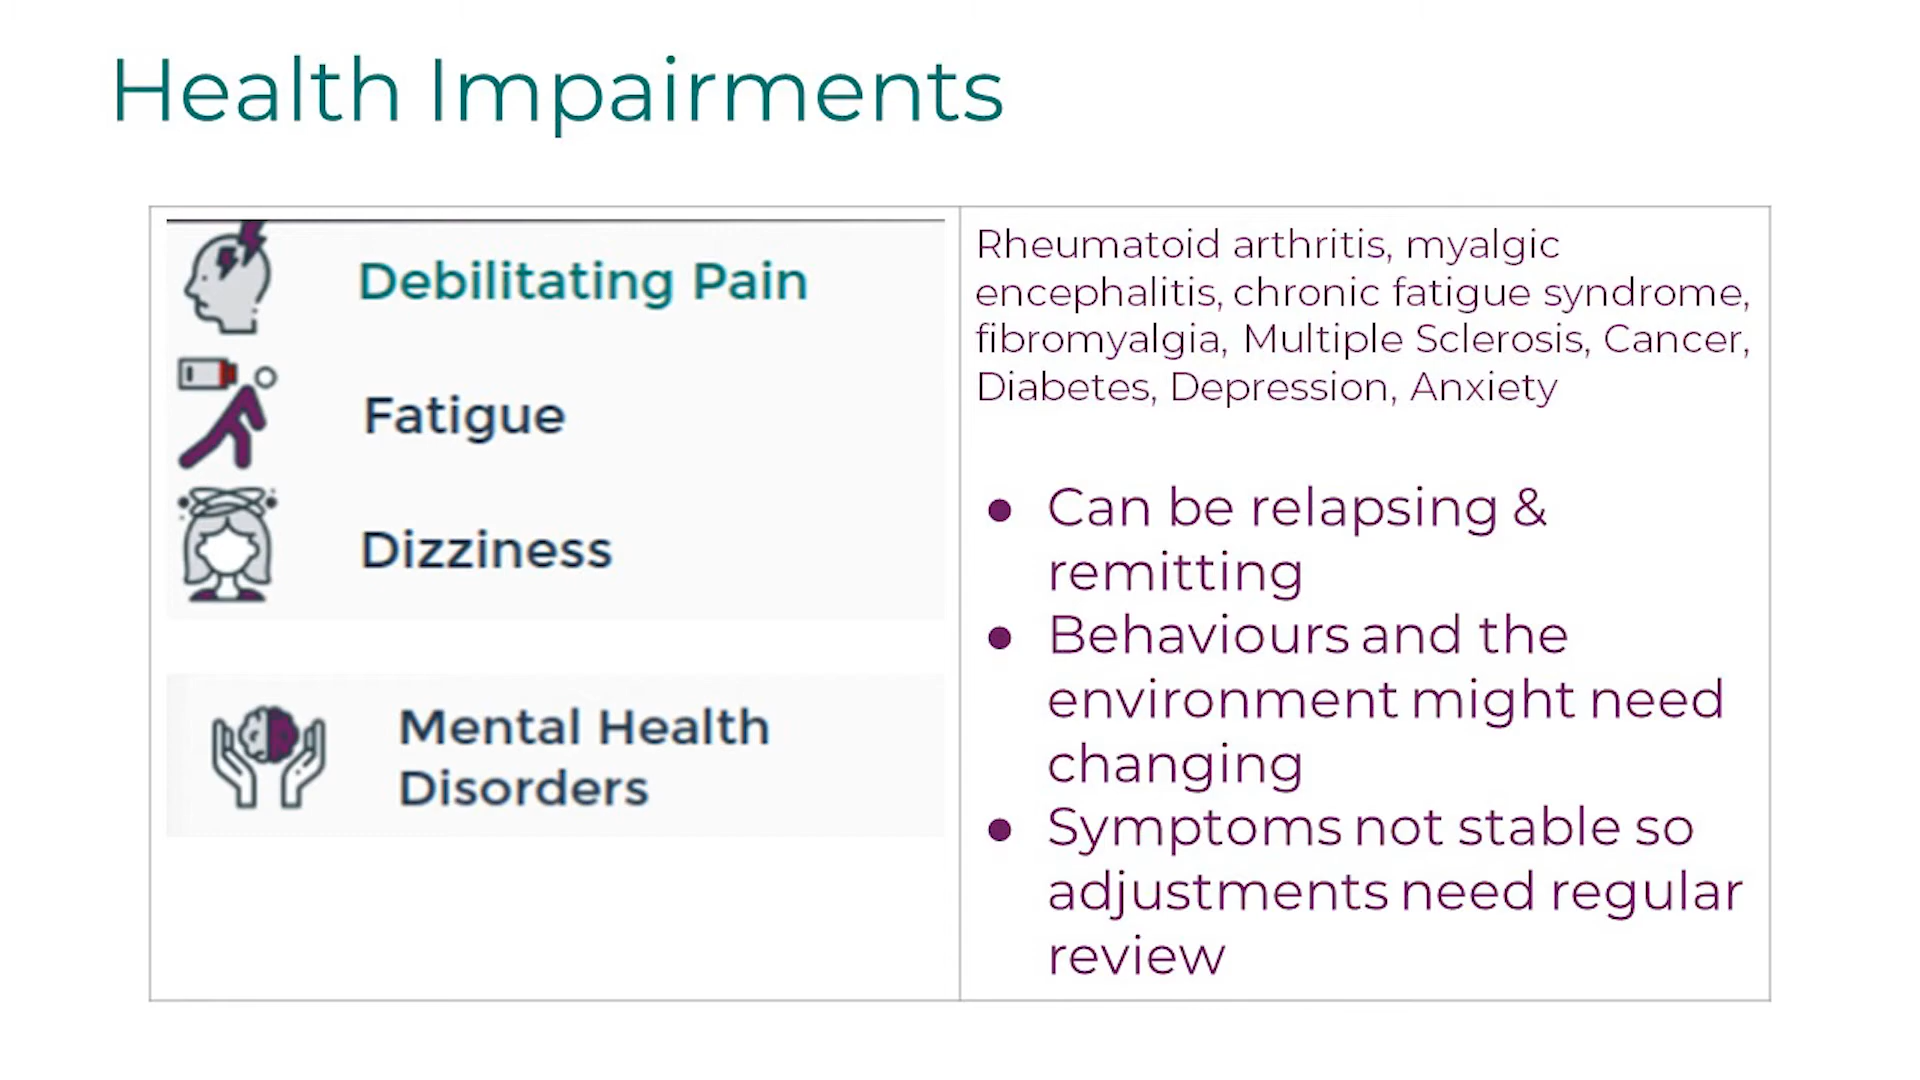 Health Impairments
Debilitating Pain
Fatigue
Dizziness
Mental Health
Disorders
Rheumatoid arthritis, myalgic
encephalitis, chronic fatigue syndrome,
fibromyalgia, Multiple Sclerosis, Cancer,
Diabetes, Depression, Anxiety
● Can be relapsing &
remitting
● Behaviours and the
environment might need
changing
● Symptoms not stable so
adjustments need regular
review